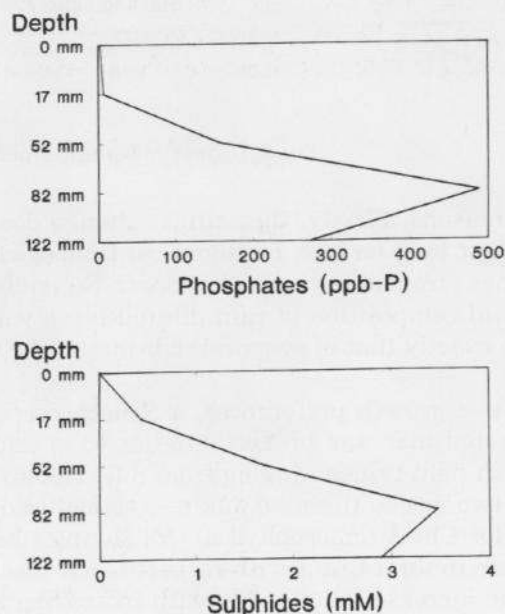 Depth
0 mm
17 mm
52 mm
82 mm
122 mm
0 100 200 300 400 500
Phosphates (ppb-P)
Depth
0 mm
17 mm
52 mm
82 mm
122 mm
0 1 2 3 4
Sulphides (mM)